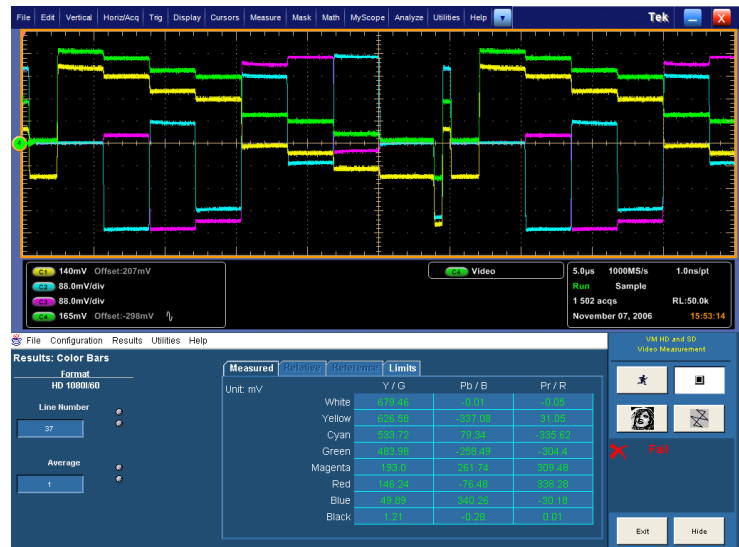 File Edit Vertical Horiz/Acq Trig Display Cursors Measure Mask Math MyScope Analyze Utilities Help Tek X
4
C1 140mV Offset:207mV
C2 88.0mV/div
C3 88.0mV/div
C4 165mV Offset:-298mV
C4 Video
5.0µs 1000MS/s 1.0ns/pt
Run Sample
1 502 acqs RL:50.0k
November 07, 2006 15:53:14
File Configuration Results Utilities Help
VM HD and SD
Video Measurement
Results: Color Bars
Format
HD 1080I/60
Line Number
37
Average
1
Measured Relative Reference Limits
Unit: mV Y / G Pb / B Pr / R
White 679.46 -0.01 -0.05
Yellow 626.58 -337.08 31.05
Cyan 533.72 79.34 -335.62
Green 483.98 -258.49 -304.4
Magenta 193.0 261.74 309.48
Red 146.24 -76.48 338.28
Blue 49.89 340.26 -30.18
Black 1.21 -0.28 0.01
Fail
Exit Hide